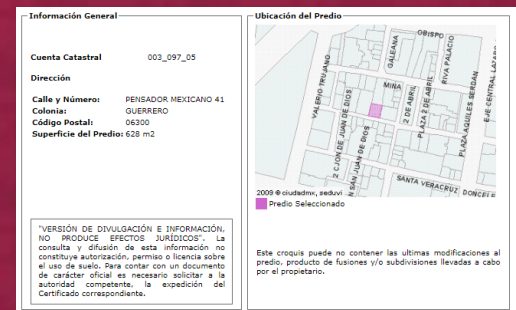 Información General
Cuenta Catastral 003_097_05
Dirección
Calle y Número: PENSADOR MEXICANO 41
Colonia: GUERRERO
Código Postal: 06300
Superficie del Predio: 628 m2
"VERSIÓN DE DIVULGACIÓN E INFORMACIÓN,
NO PRODUCE EFECTOS JURÍDICOS". La
consulta y difusión de esta información no
constituye autorización, permiso o licencia sobre
el uso de suelo. Para contar con un documento
de carácter oficial es necesario solicitar a la
autoridad competente, la expedición del
Certificado correspondiente.
Ubicación del Predio
OBISPO
GALEANA
RIVA PALACIO
VALERIO TRUJANO
MINA
2 DE ABRIL
PLAZA 2 DE ABRIL
PLAZA AQUILES SERDAN
EJE CENTRAL LAZARO
2 CJON DE JUAN DE DIOS
SAN JUAN DE DIOS
SANTA VERACRUZ
DONCELE
2009 © ciudadmx, seduvi
Predio Seleccionado
Este croquis puede no contener las ultimas modificaciones al
predio, producto de fusiones y/o subdivisiones llevadas a cabo
por el propietario.